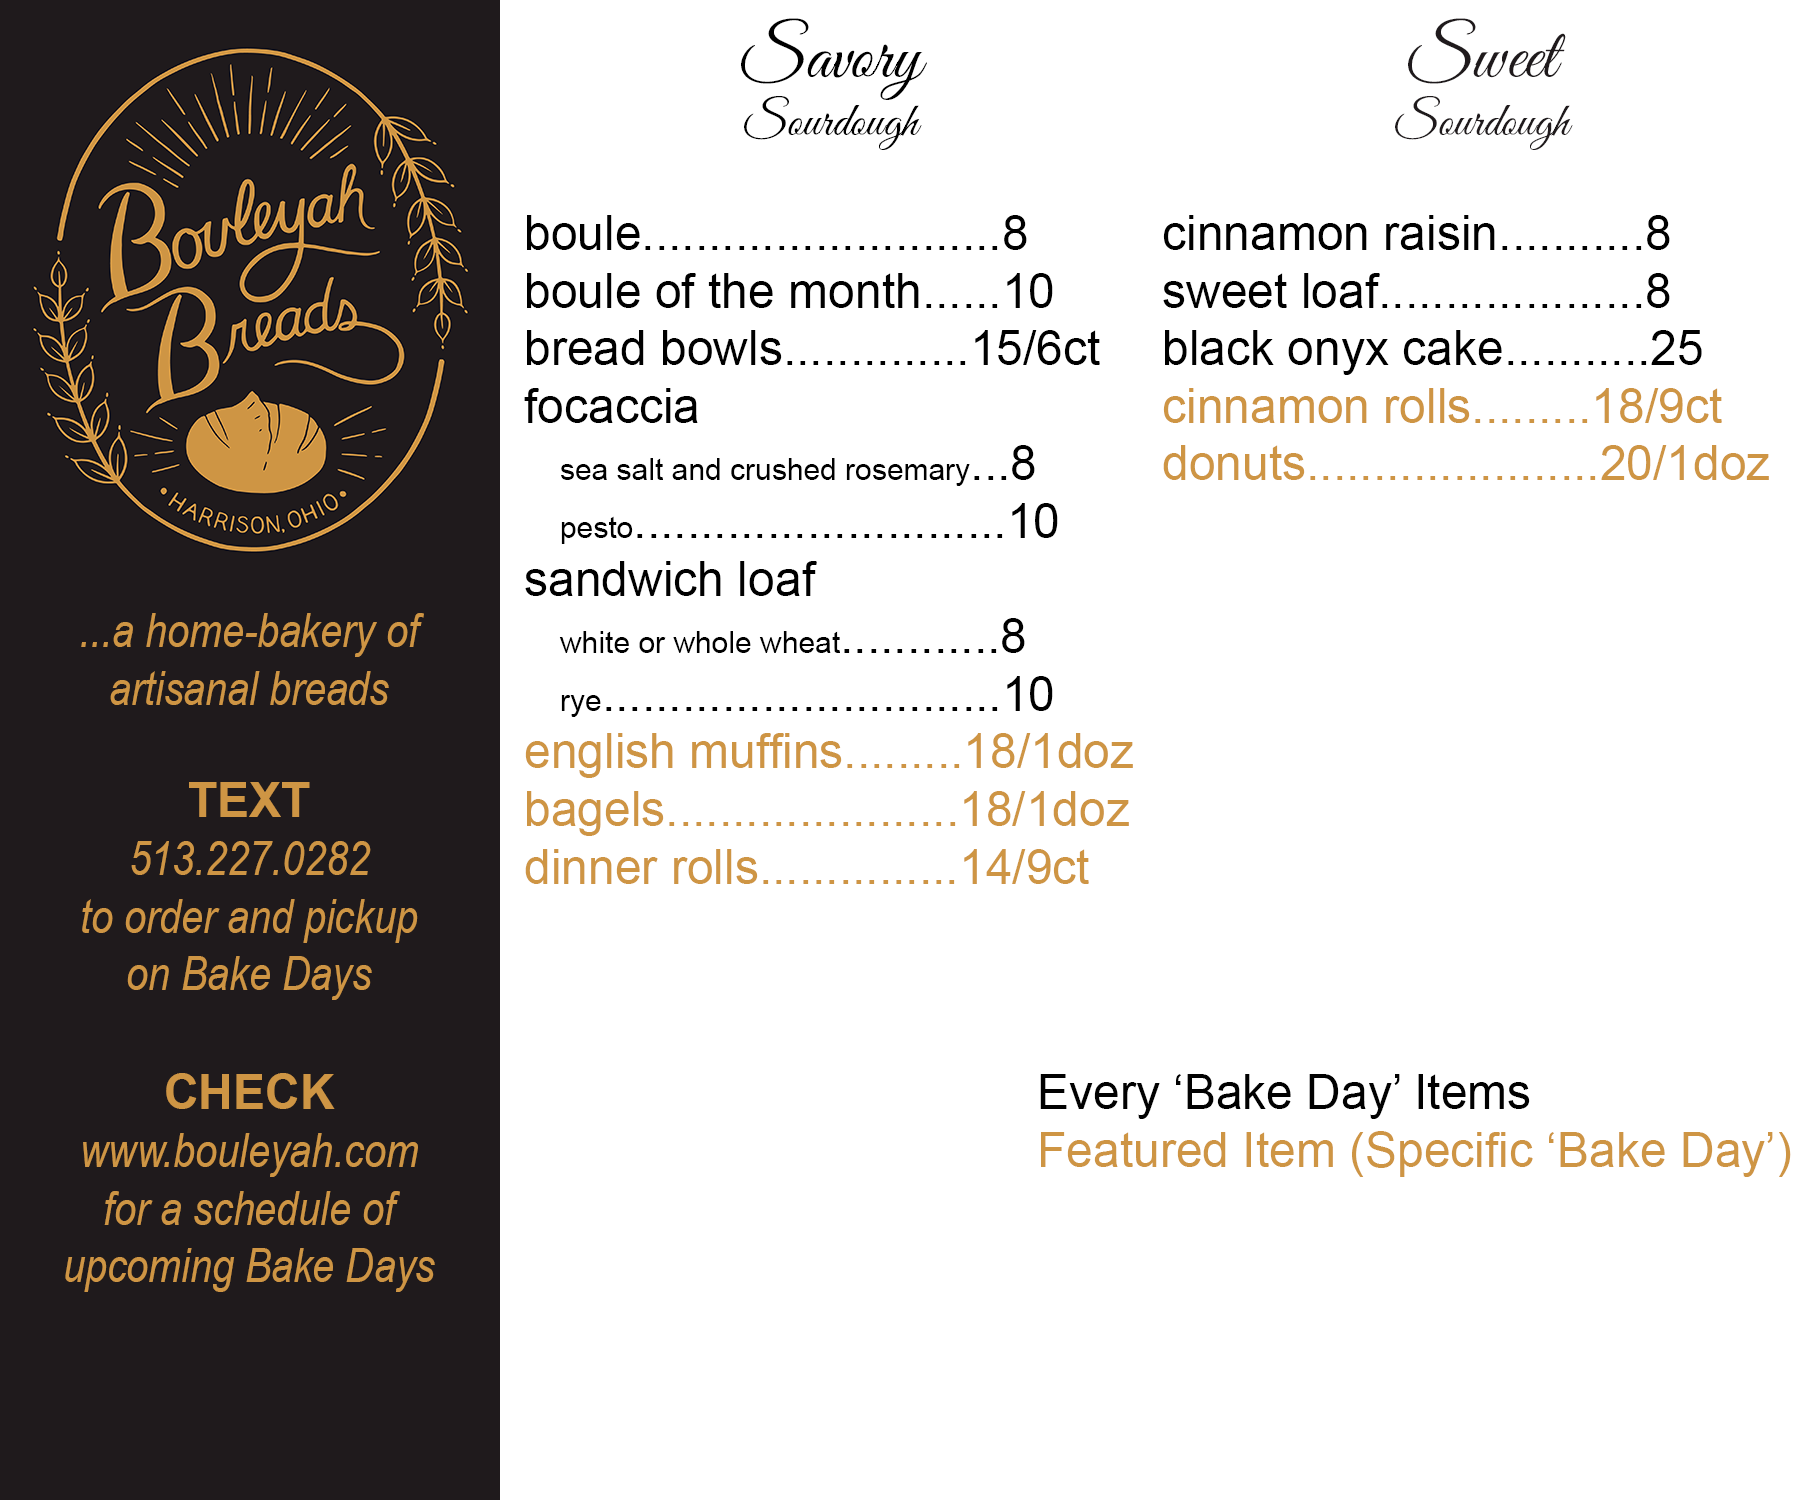 Bouleyah
Breads
• HARRISON, OHIO •
...a home-bakery of
artisanal breads
TEXT
513.227.0282
to order and pickup
on Bake Days
CHECK
www.bouleyah.com
for a schedule of
upcoming Bake Days
Savory
Sourdough
boule...........................8
boule of the month......10
bread bowls..............15/6ct
focaccia
sea salt and crushed rosemary...8
pesto............................10
sandwich loaf
white or whole wheat............8
rye..............................10
english muffins.........18/1doz
bagels......................18/1doz
dinner rolls...............14/9ct
Sweet
Sourdough
cinnamon raisin...........8
sweet loaf....................8
black onyx cake...........25
cinnamon rolls.........18/9ct
donuts......................20/1doz
Every ‘Bake Day’ Items
Featured Item (Specific ‘Bake Day’)